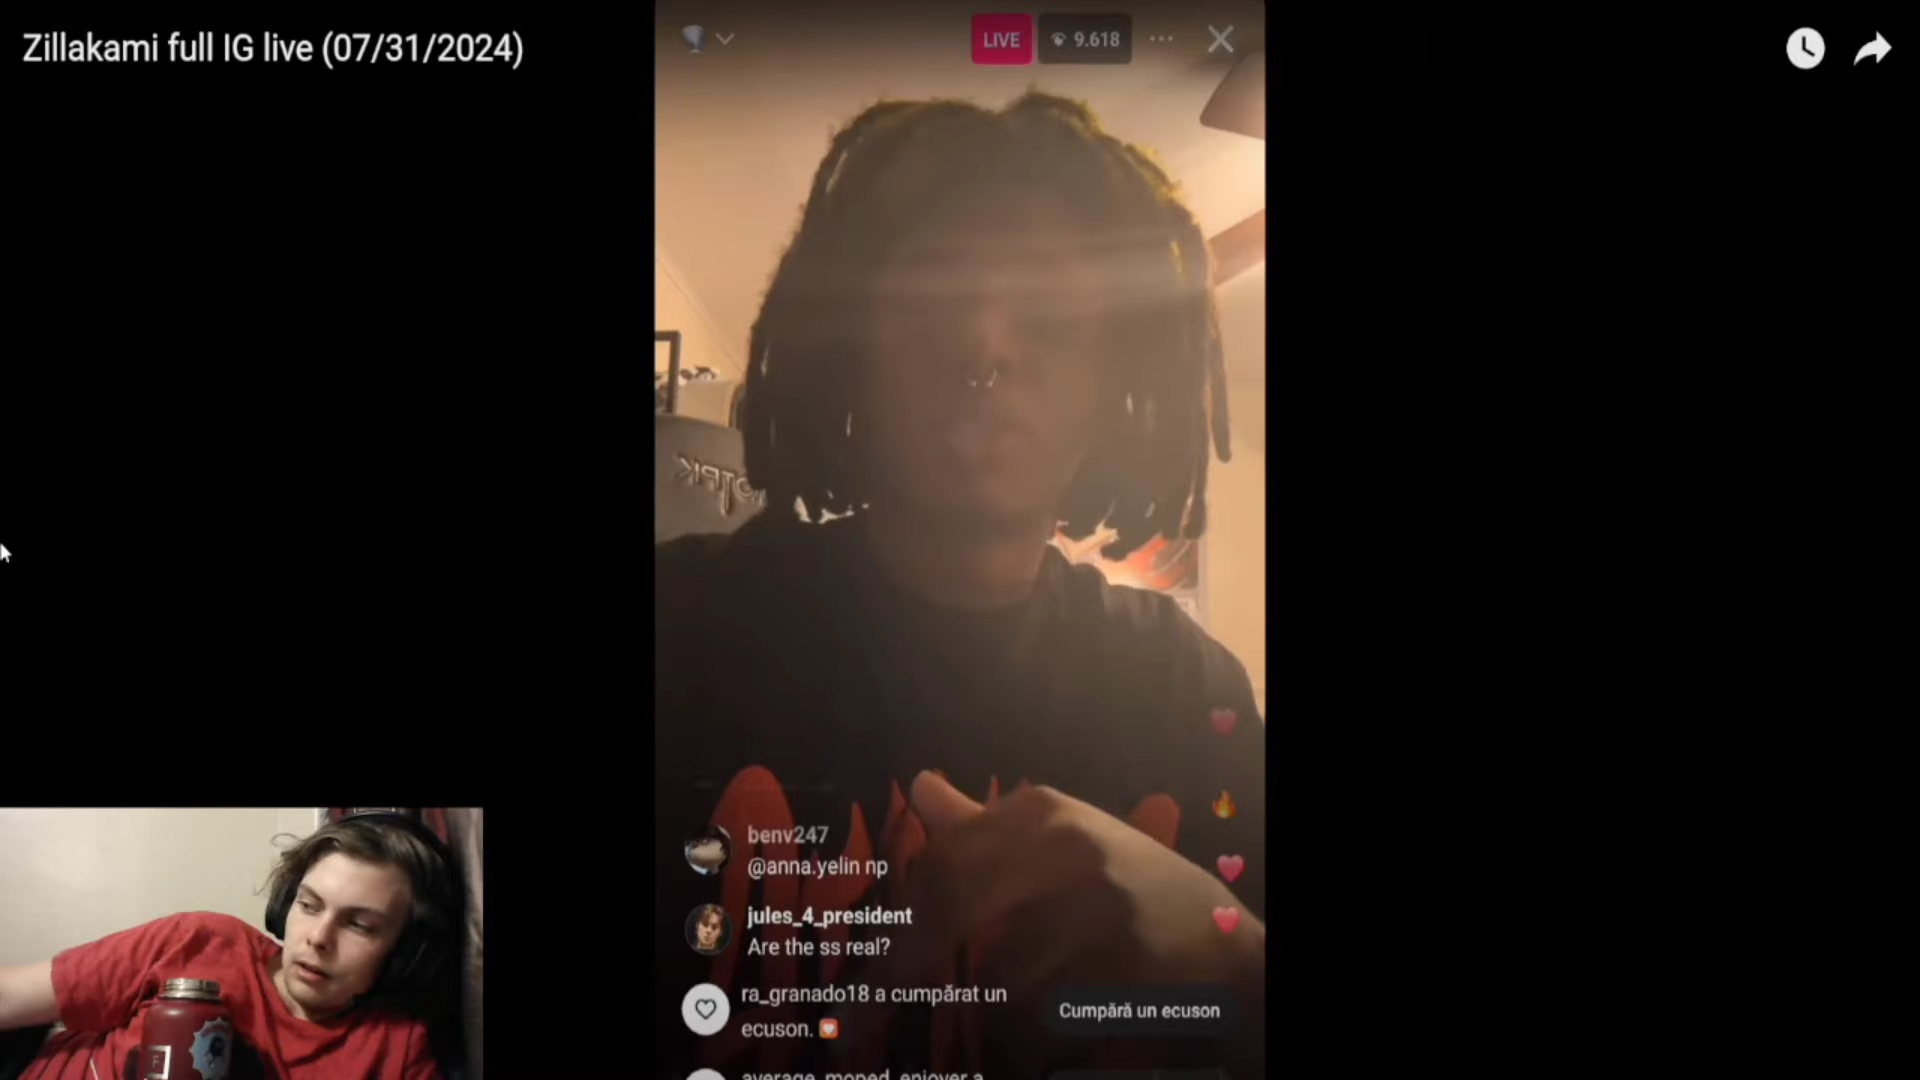 Zillakami full IG live (07/31/2024)
LIVE
9.618
benv247
@anna.yelin np
jules_4_president
Are the ss real?
ra_granado18 a cumpărat un
ecuson.
Cumpără un ecuson
average_moped_enjoyer a